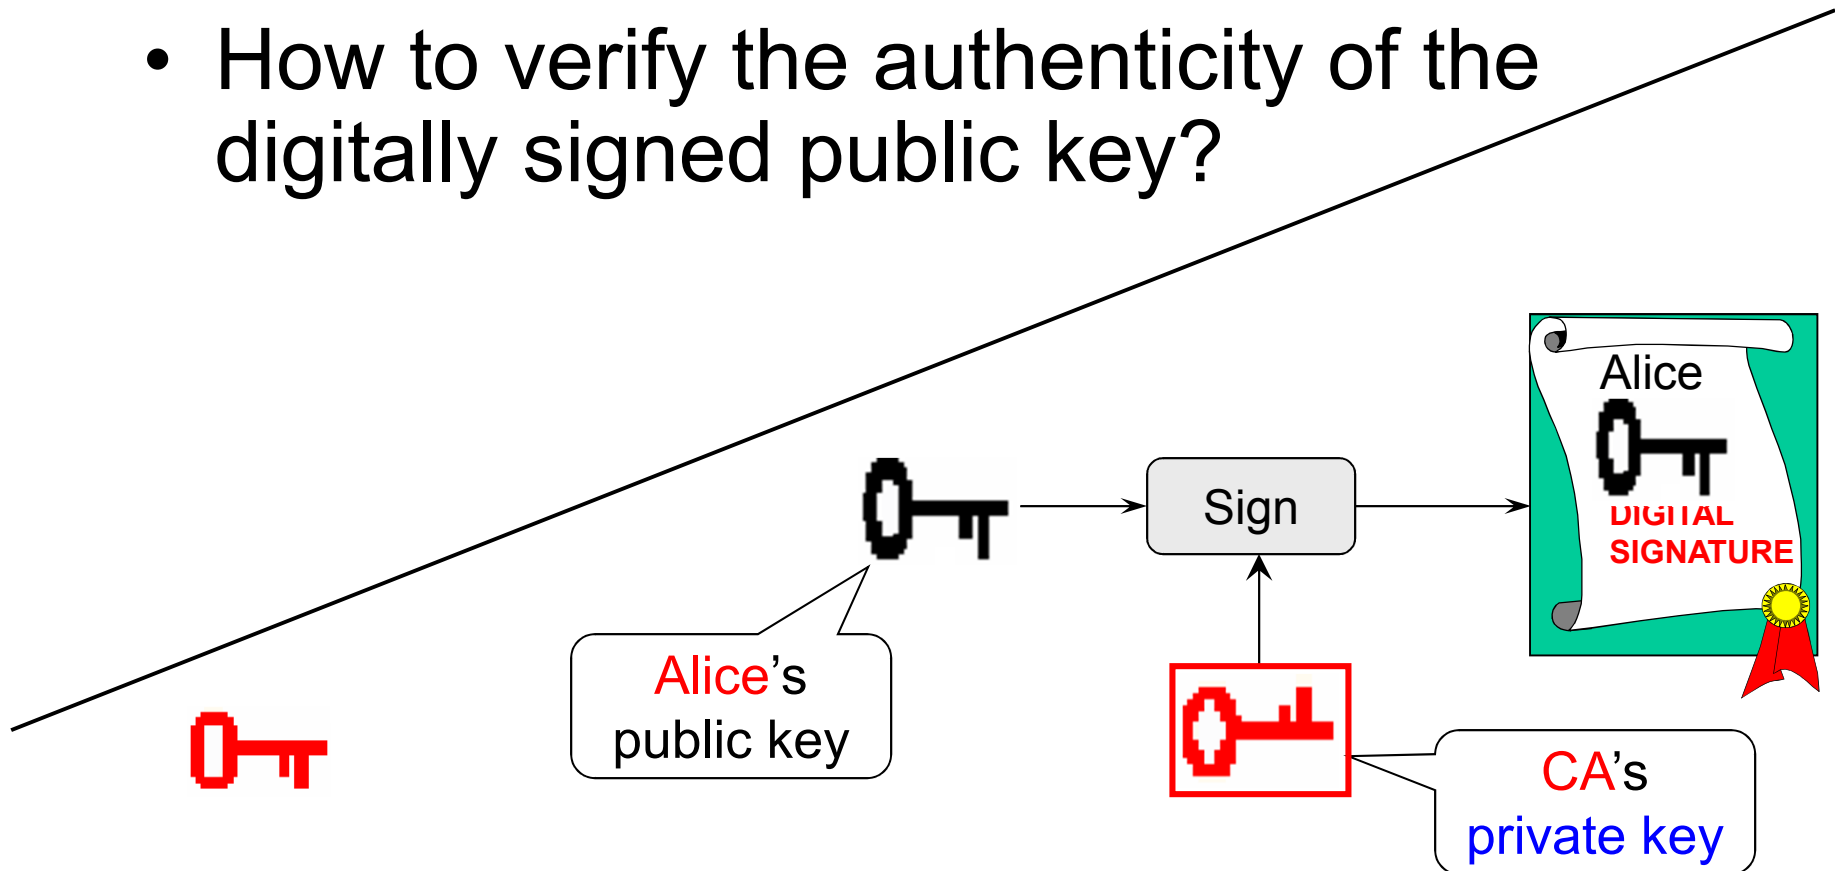 • How to verify the authenticity of the
digitally signed public key?
Alice
Sign
DIGITAL
SIGNATURE
Alice’s
public key
CA’s
private key